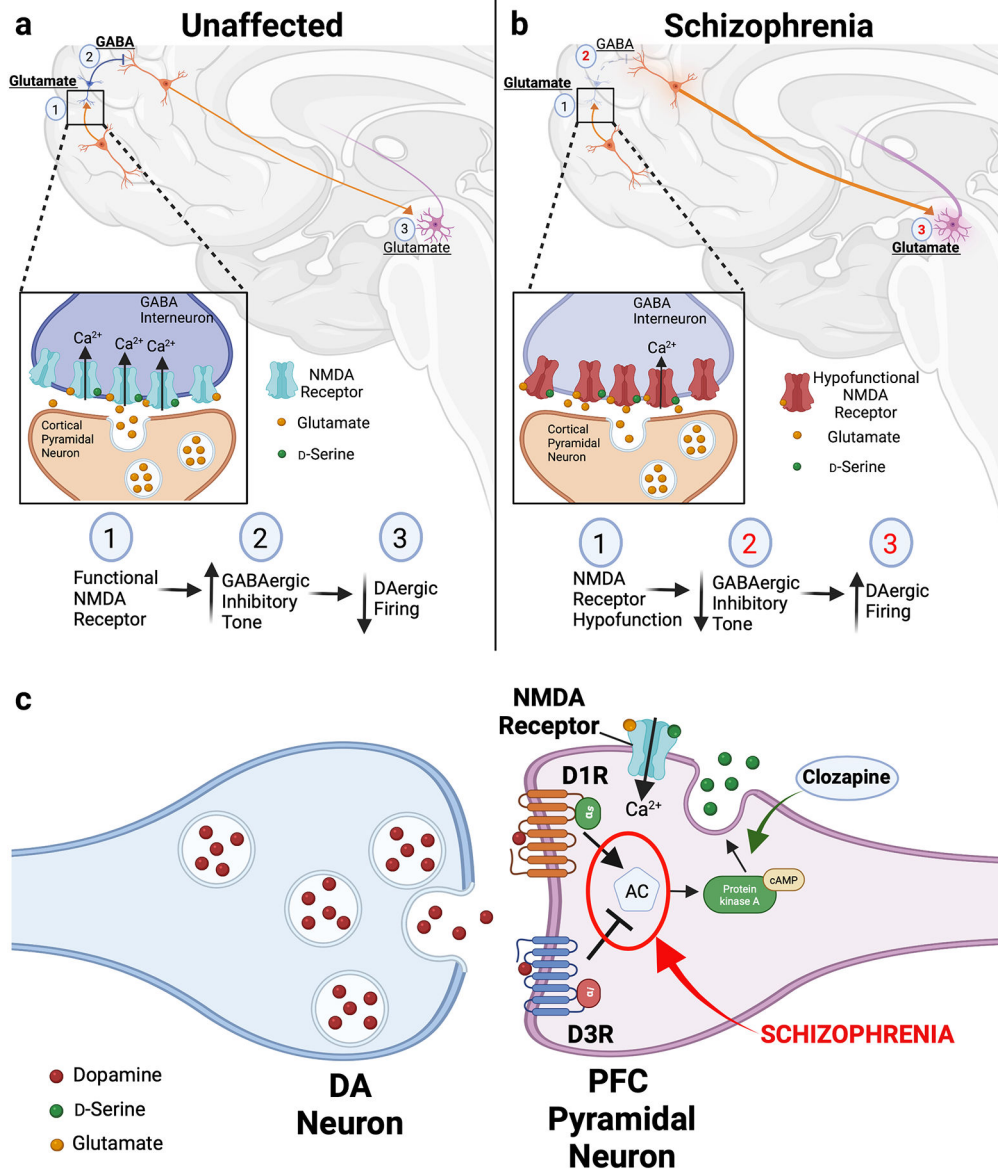 a
Unaffected
GABA
2
Glutamate
1
3
Glutamate
GABA
Interneuron
Ca2+
Ca2+
Ca2+
Cortical
Pyramidal
Neuron
NMDA
Receptor
Glutamate
D-Serine
1
2
3
Functional
NMDA
Receptor
GABAergic
Inhibitory
Tone
DAergic
Firing
b
Schizophrenia
2
GABA
Glutamate
1
3
Glutamate
GABA
Interneuron
Ca2+
Cortical
Pyramidal
Neuron
Hypofunctional
NMDA
Receptor
Glutamate
D-Serine
1
2
3
NMDA
Receptor
Hypofunction
GABAergic
Inhibitory
Tone
DAergic
Firing
c
NMDA
Receptor
D1R
αs
Ca2+
Clozapine
AC
Protein
kinase A
cAMP
αi
D3R
SCHIZOPHRENIA
Dopamine
D-Serine
Glutamate
DA
Neuron
PFC
Pyramidal
Neuron